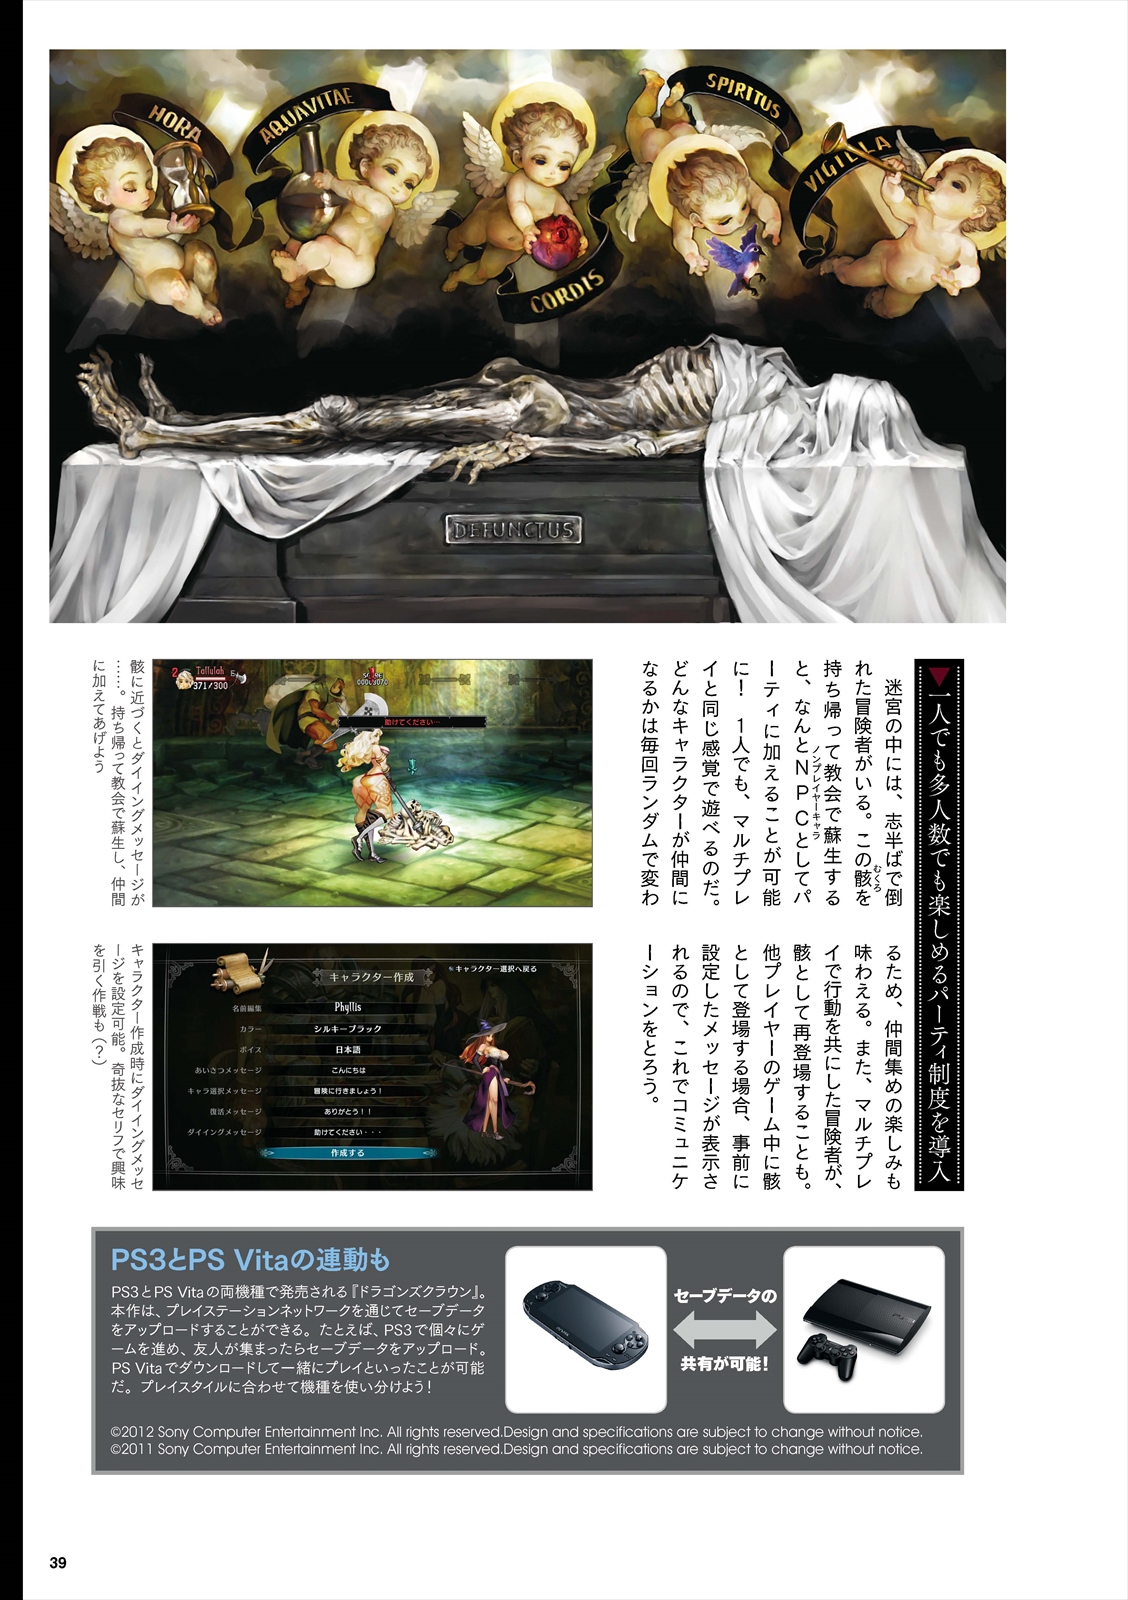 HORA
AQUAVITAE
CORDIS
SPIRITUS
VIGILIA
DEFUNCTUS
▼一人でも多人数でも楽しめるパーティ制度を導入
迷宮の中には、志半ばで倒
れた冒険者がいる。この骸を
むくろ
持ち帰って教会で蘇生する
と、なんとNPCとしてパ
ノンプレイヤーキャラ
ーティに加えることが可能
に! 1人でも、マルチプレ
イと同じ感覚で遊べるのだ。
どんなキャラクターが仲間に
なるかは毎回ランダムで変わ
るため、仲間集めの楽しみも
味わえる。また、マルチプレ
イで行動を共にした冒険者が、
骸として再登場することも。
他プレイヤーのゲーム中に骸
として登場する場合、事前に
設定したメッセージが表示さ
れるので、これでコミュニケ
ーションをとろう。
2 Tallulah
371/300
SCORE
助けてください…
骸に近づくとダイイングメッセージが
……。持ち帰って教会で蘇生し、仲間
に加えてあげよう
キャラクター作成
キャラクター選択へ戻る
名前編集 Phyllis
カラー シルキーブラック
ボイス 日本語
あいさつメッセージ こんにちは
キャラ選択メッセージ 冒険に行きましょう!
復活メッセージ ありがとう!!
ダイイングメッセージ 助けてください・・・
作成する
キャラクター作成時にダイイングメッセ
ージを設定可能。奇抜なセリフで興味
を引く作戦も(?)
PS3とPS Vitaの連動も
PS3とPS Vitaの両機種で発売される『ドラゴンズクラウン』。
本作は、プレイステーションネットワークを通じてセーブデータ
をアップロードすることができる。たとえば、PS3で個々にゲ
ームを進め、友人が集まったらセーブデータをアップロード。
PS Vitaでダウンロードして一緒にプレイといったことが可能
だ。プレイスタイルに合わせて機種を使い分けよう!
セーブデータの
共有が可能!
©2012 Sony Computer Entertainment Inc. All rights reserved.Design and specifications are subject to change without notice.
©2011 Sony Computer Entertainment Inc. All rights reserved.Design and specifications are subject to change without notice.
39